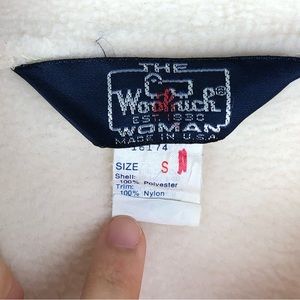 THE
Woolrich®
EST. 1830
WOMAN
MADE IN U.S.A.
16174
SIZE S
Shell:
100% Polyester
Trim:
100% Nylon